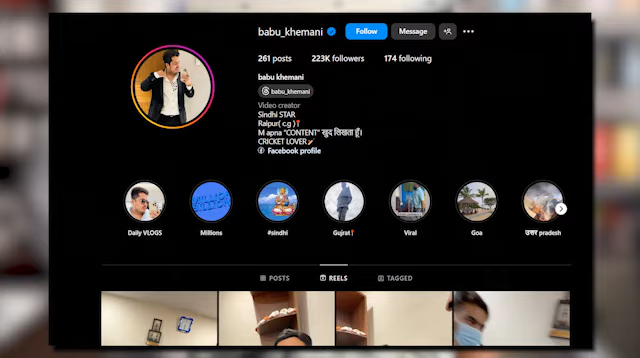 babu_khemani
Follow
Message
261 posts 223K followers 174 following
babu khemani
babu_khemani
Video creator
Sindhi STAR
Raipur( c.g )
M apna "CONTENT" खुद लिखता हूँ।
CRICKET LOVER
Facebook profile
Daily VLOGS Millions #sindhi Gujrat Viral Goa उत्तर pradesh
POSTS REELS TAGGED